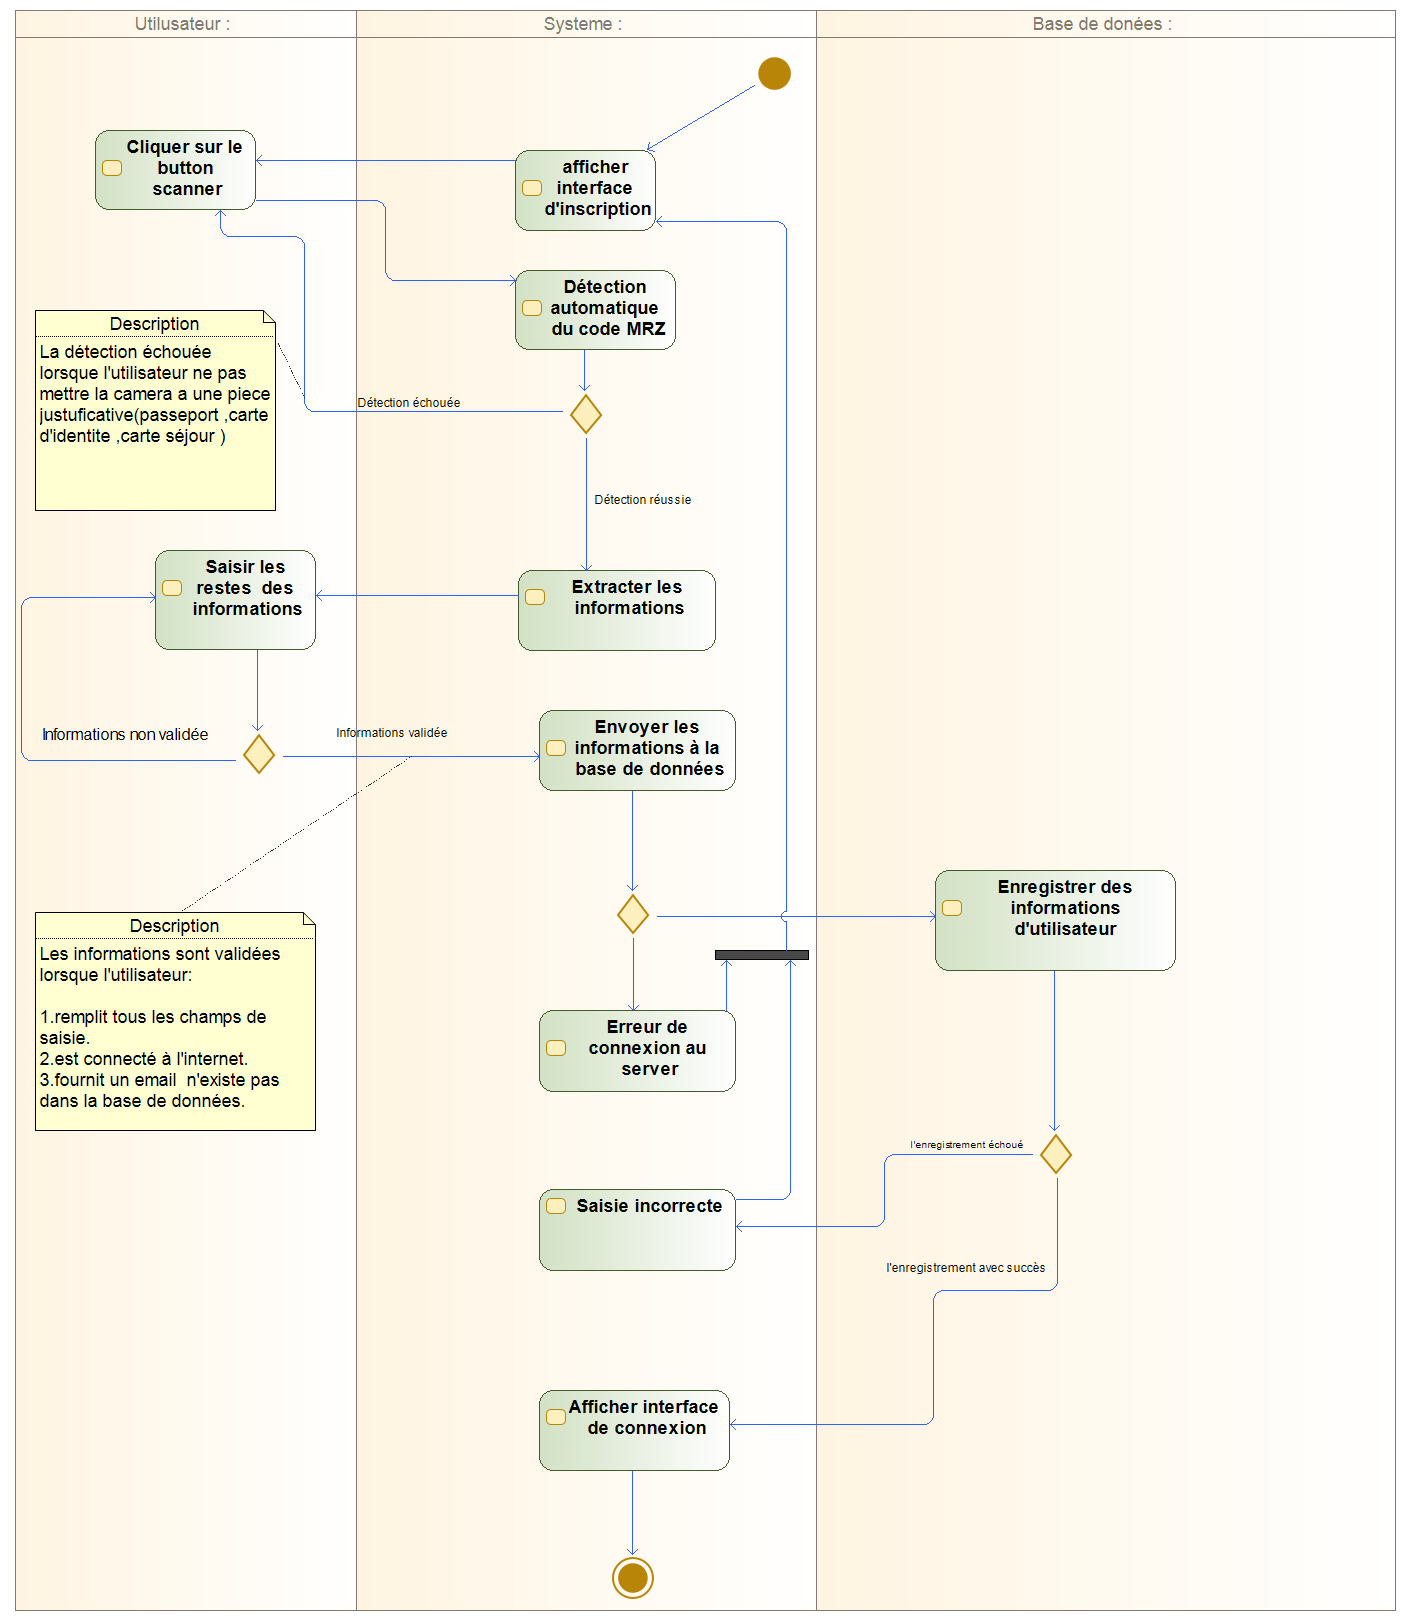 Utilusateur :
Systeme :
Base de donées :
Cliquer sur le
button
scanner
afficher
interface
d'inscription
Détection
automatique
du code MRZ
Description
La détection échouée
lorsque l'utilisateur ne pas
mettre la camera a une piece
justuficative(passeport ,carte
d'identite ,carte séjour )
Détection échouée
Détection réussie
Saisir les
restes des
informations
Extracter les
informations
Informations non validée
Informations validée
Envoyer les
informations à la
base de données
Enregistrer des
informations
d'utilisateur
Description
Les informations sont validées
lorsque l'utilisateur:
1.remplit tous les champs de
saisie.
2.est connecté à l'internet.
3.fournit un email n'existe pas
dans la base de données.
Erreur de
connexion au
server
l'enregistrement échoué
Saisie incorrecte
l'enregistrement avec succès
Afficher interface
de connexion